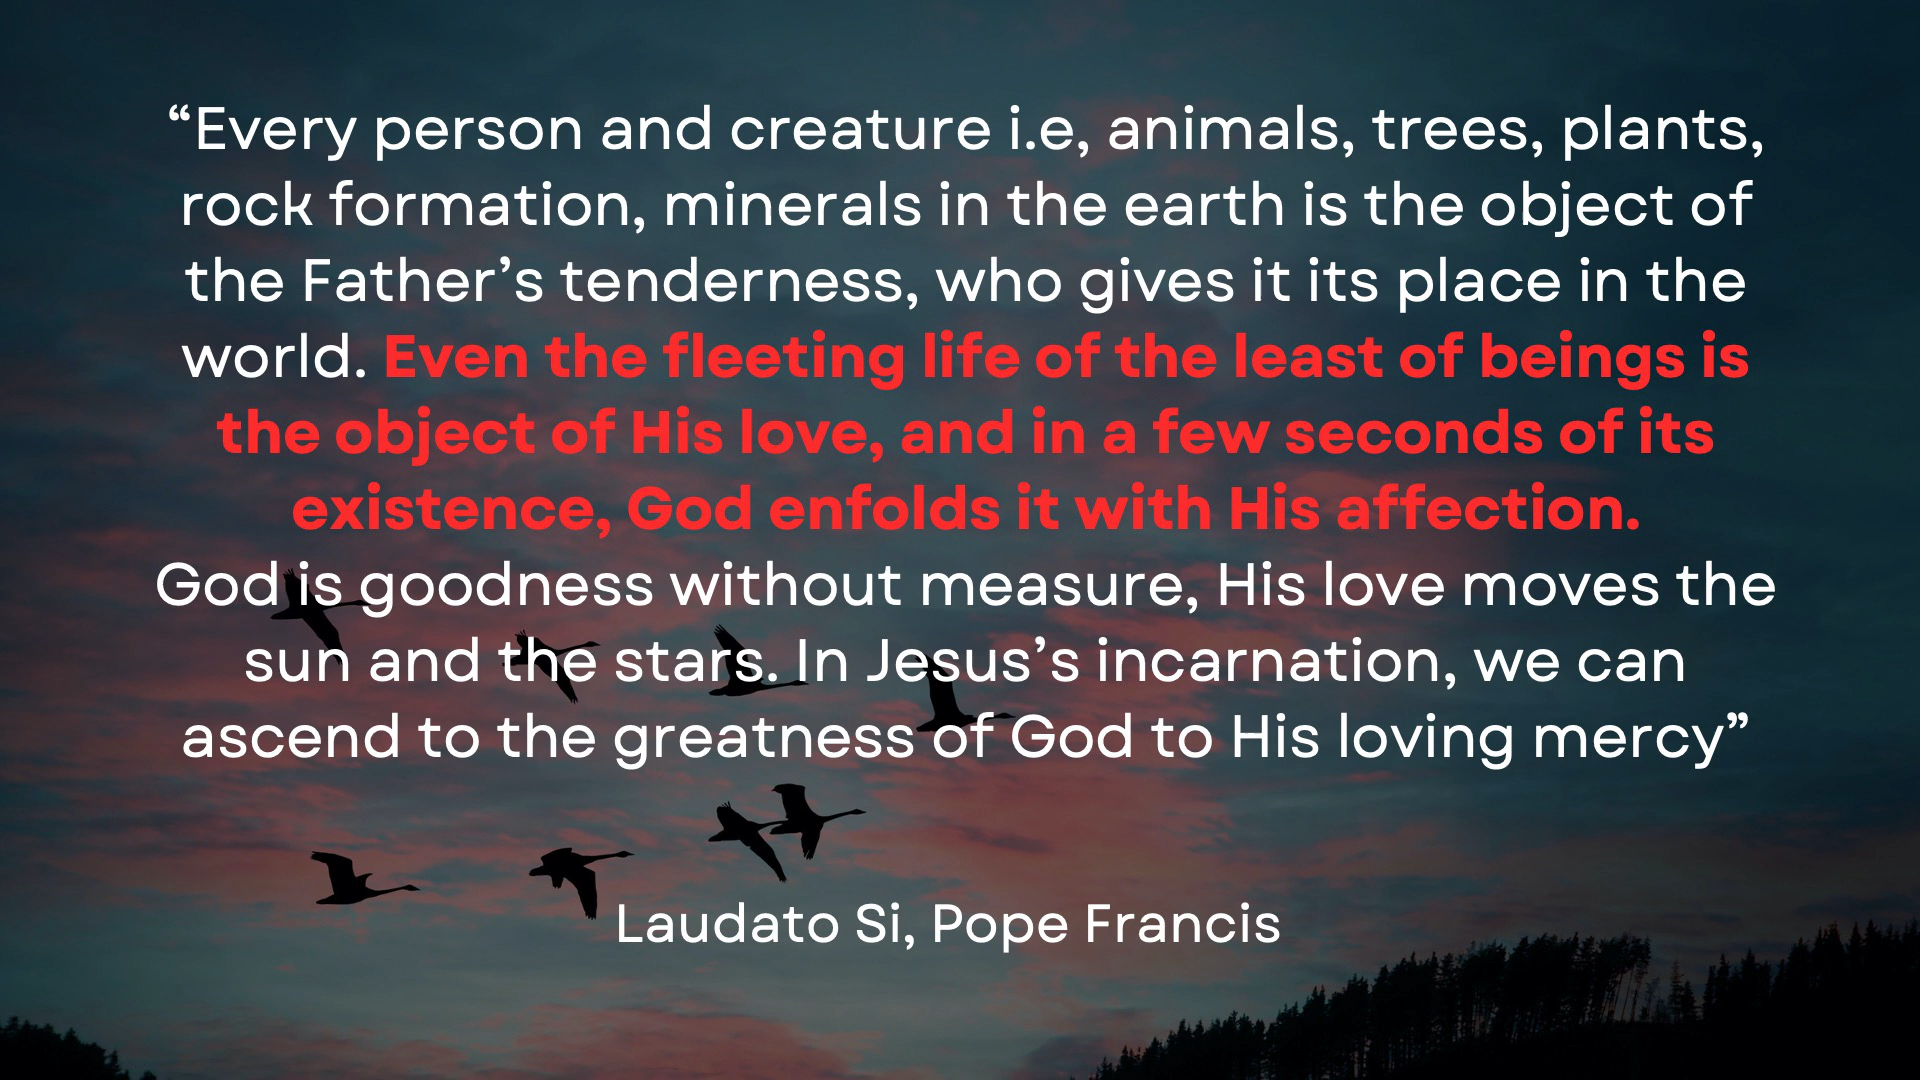 “Every person and creature i.e, animals, trees, plants,
rock formation, minerals in the earth is the object of
the Father’s tenderness, who gives it its place in the
world. Even the fleeting life of the least of beings is
the object of His love, and in a few seconds of its
existence, God enfolds it with His affection.
God is goodness without measure, His love moves the
sun and the stars. In Jesus’s incarnation, we can
ascend to the greatness of God to His loving mercy”
Laudato Si, Pope Francis